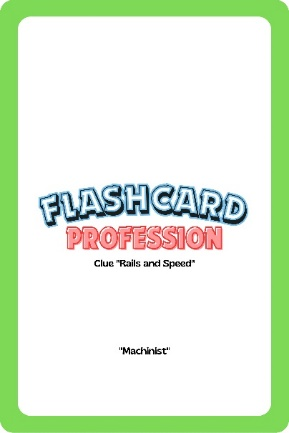 FLASHCARD
PROFESSION
Clue "Rails and Speed"
"Machinist"